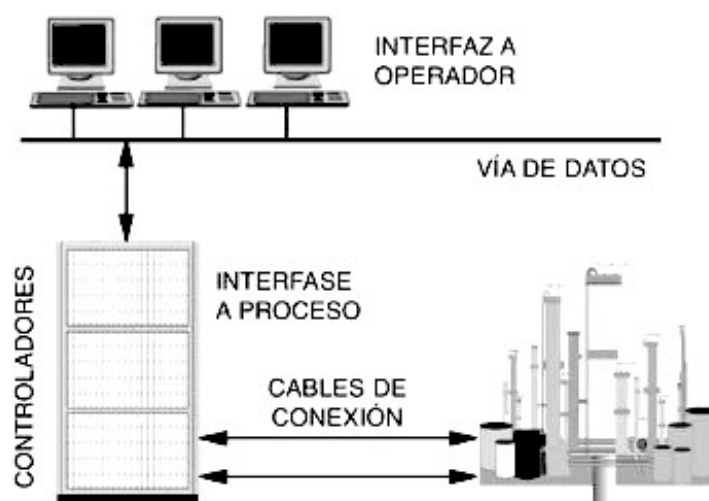 INTERFAZ A
OPERADOR
VÍA DE DATOS
CONTROLADORES
INTERFASE
A PROCESO
CABLES DE
CONEXIÓN